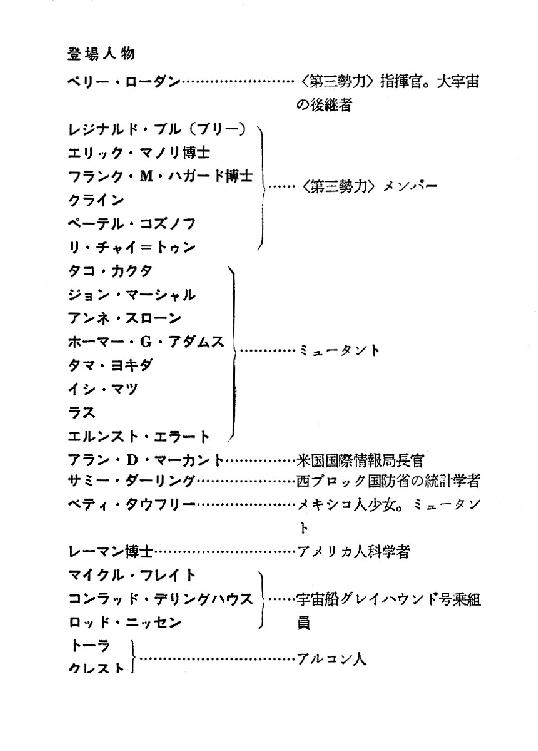 登場人物
ペリー・ローダン……………………〈第三勢力〉指揮官。大宇宙
の後継者
レジナルド・ブル（ブリー）
エリック・マノリ博士
フランク・M・ハガード博士
……〈第三勢力〉メンバー
クライン
ペーテル・コズノフ
リ・チャイ＝トゥン
タコ・カクタ
ジョン・マーシャル
アンネ・スローン
ホーマー・G・アダムス
…………ミュータント
タマ・ヨキダ
イシ・マツ
ラス
エルンスト・エラート
アラン・D・マーカント……………米国国際情報局長官
サミー・ダーリング…………………西ブロック国防省の統計学者
ベティ・タウフリー…………………メキシコ人少女。ミュータン
ト
レーマン博士…………………………アメリカ人科学者
マイクル・フレイト
コンラッド・デリングハウス……宇宙船グレイハウンド号乗組
ロッド・ニッセン
員
トーラ
……………………………アルコン人
クレスト